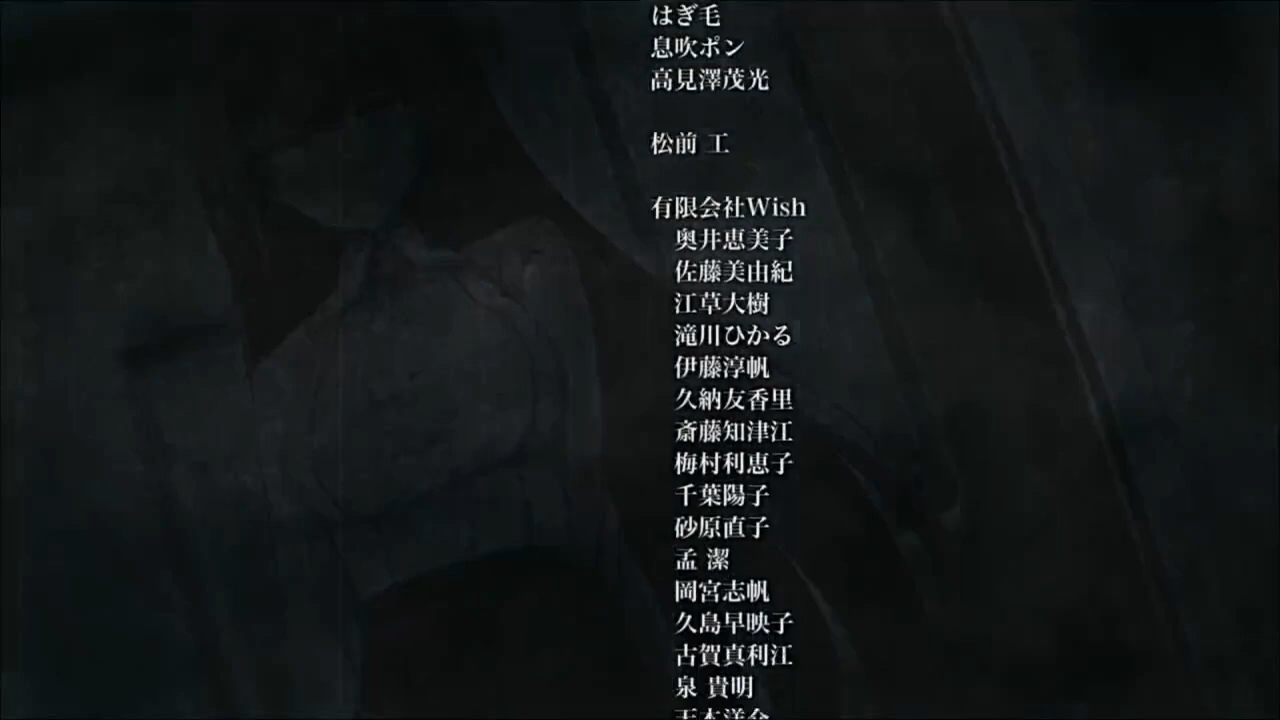 はぎ毛
息吹ポン
高見澤茂光
松前 工
有限会社Wish
奥井恵美子
佐藤美由紀
江草大樹
滝川ひかる
伊藤淳帆
久納友香里
斎藤知津江
梅村利恵子
千葉陽子
砂原直子
孟 潔
岡宮志帆
久島早映子
古賀真利江
泉 貴明